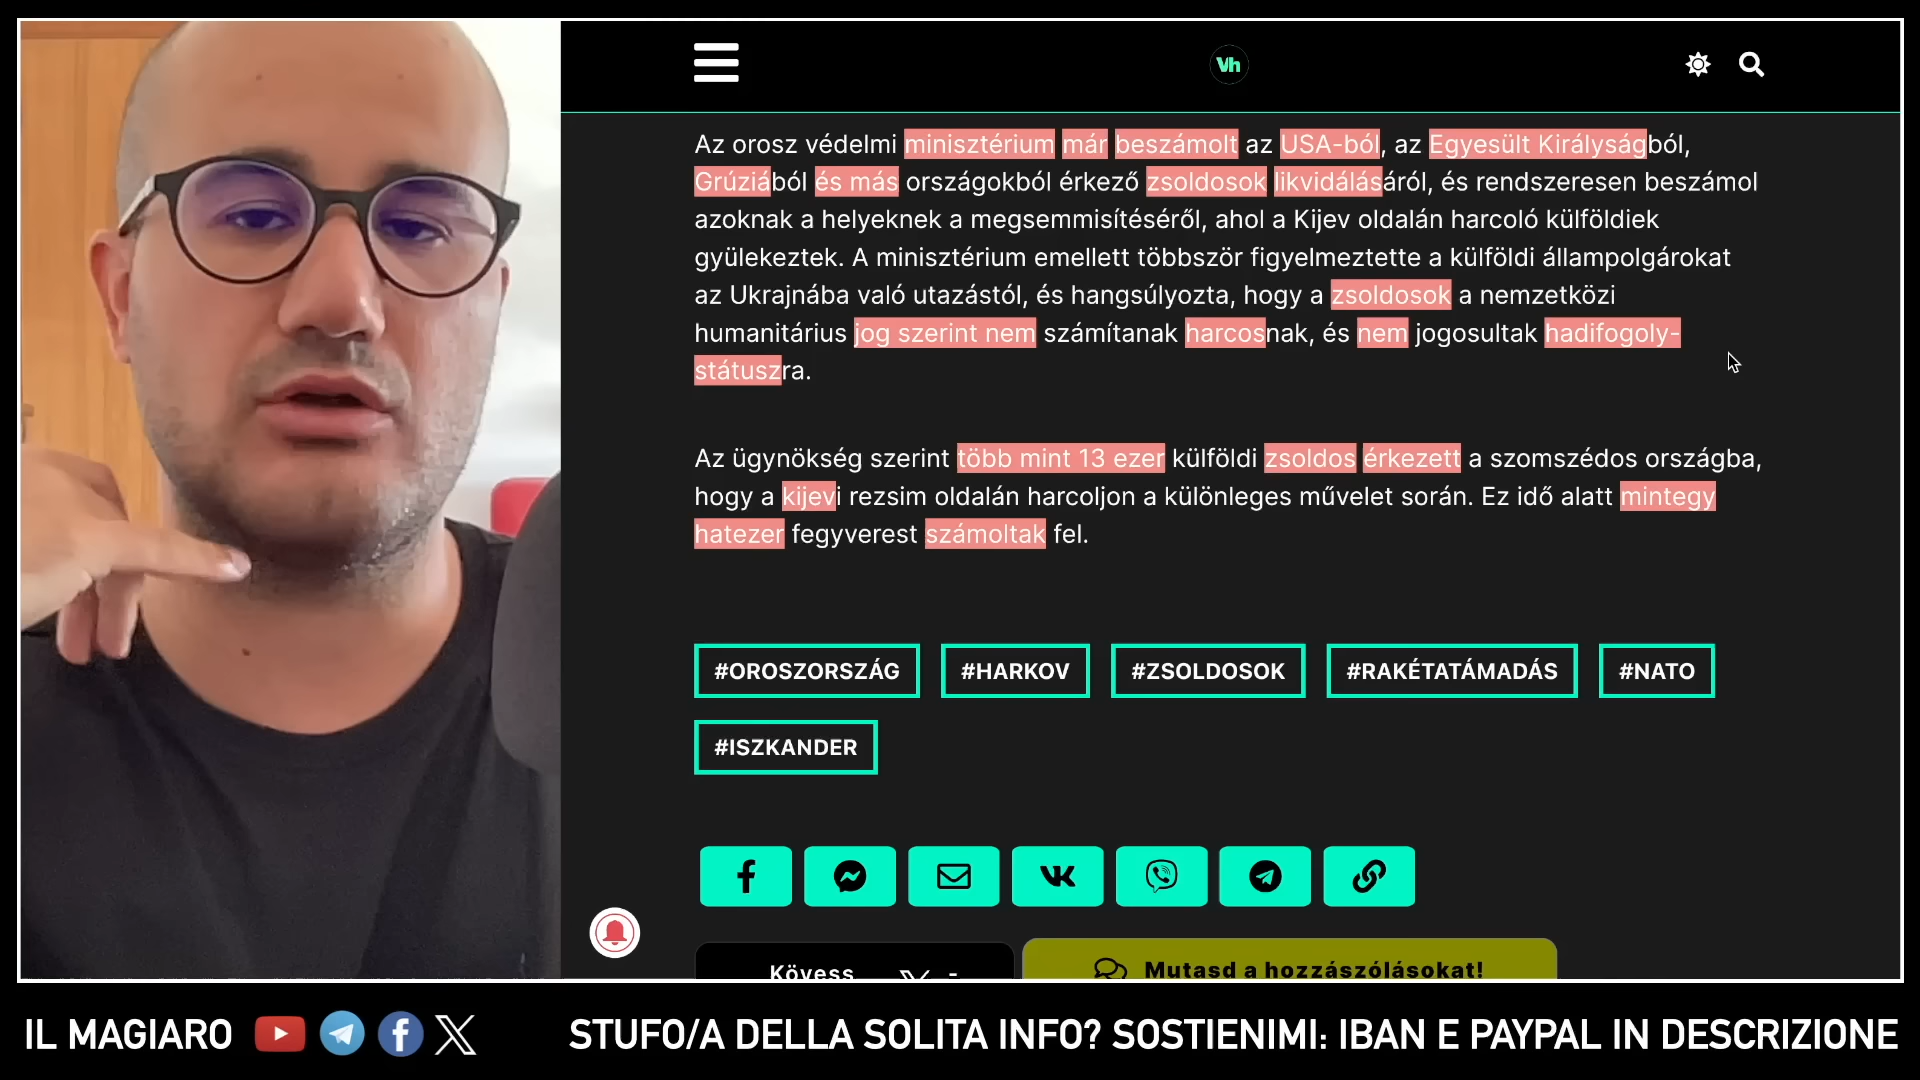 Vh
Az orosz védelmi minisztérium már beszámolt az USA-ból, az Egyesült Királyságból,
Grúziából és más országokból érkező zsoldosok likvidálásáról, és rendszeresen beszámol
azoknak a helyeknek a megsemmisítéséről, ahol a Kijev oldalán harcoló külföldiek
gyülekeztek. A minisztérium emellett többször figyelmeztette a külföldi állampolgárokat
az Ukrajnába való utazástól, és hangsúlyozta, hogy a zsoldosok a nemzetközi
humanitárius jog szerint nem számítanak harcosnak, és nem jogosultak hadifogoly-
státuszra.
Az ügynökség szerint több mint 13 ezer külföldi zsoldos érkezett a szomszédos országba,
hogy a kijevi rezsim oldalán harcoljon a különleges művelet során. Ez idő alatt mintegy
hatezer fegyverest számoltak fel.
#OROSZORSZÁG #HARKOV #ZSOLDOSOK #RAKÉTATÁMADÁS #NATO
#ISZKANDER
Kövess X -
Mutasd a hozzászólásokat!
IL MAGIARO
STUFO/A DELLA SOLITA INFO? SOSTIENIMI: IBAN E PAYPAL IN DESCRIZIONE